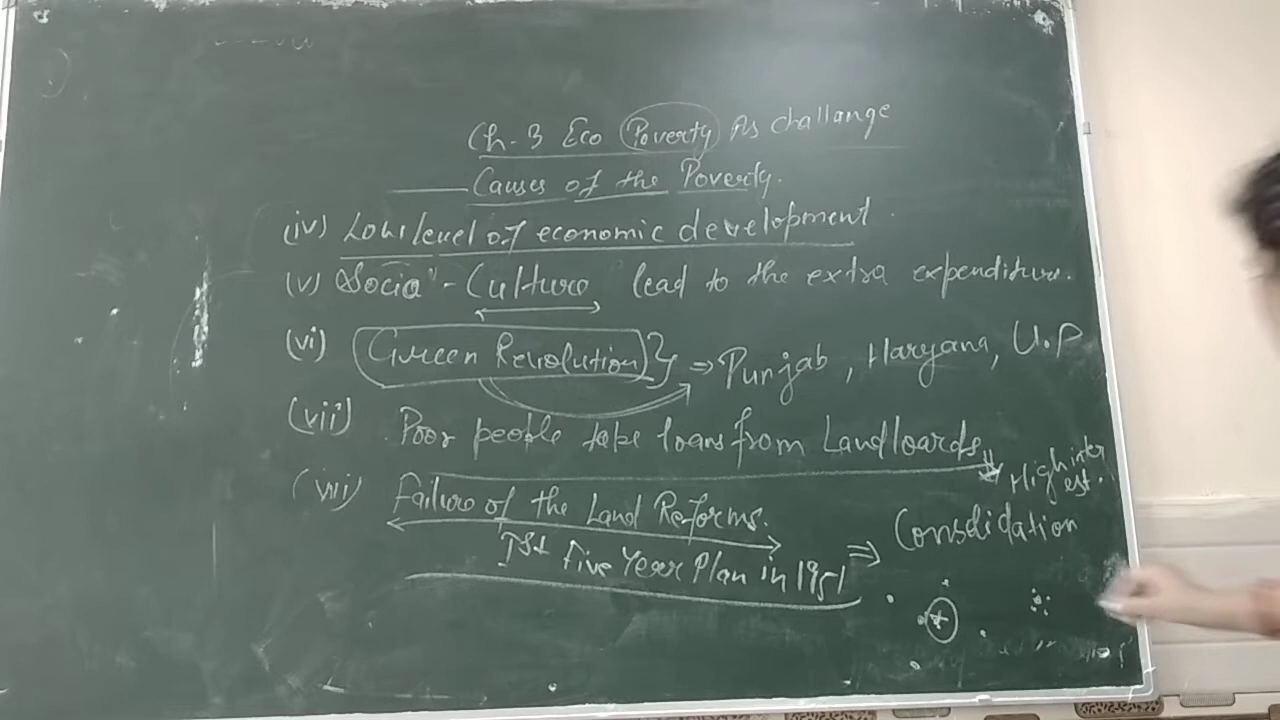 Ch-3 Eco Poverty As challange
Causes of the Poverty.
(iv) Low level of economic development.
(v) Social - Culture lead to the extra expenditure.
(vi) Green Revolution } ⇒ Punjab, Haryana, U.P
(vii) Poor people take loans from Landloards ⇒ High interest.
(viii) Failure of the Land Reforms.
Ist Five Year Plan in 1951 ⇒ Consolidation